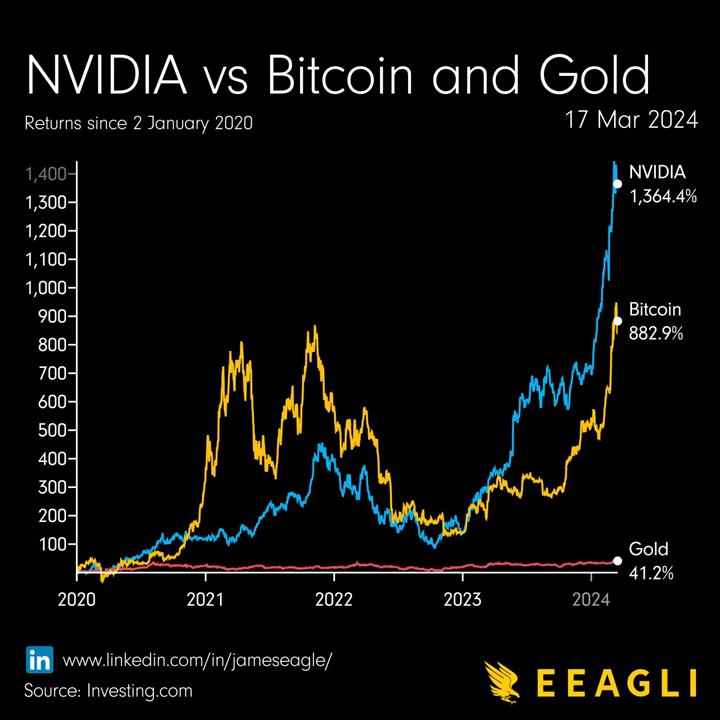 NVIDIA vs Bitcoin and Gold
Returns since 2 January 2020
17 Mar 2024
1,400
1,300
1,200
1,100
1,000
900
800
700
600
500
400
300
200
100
NVIDIA
1,364.4%
Bitcoin
882.9%
Gold
41.2%
2020
2021
2022
2023
2024
in www.linkedin.com/in/jameseagle/
Source: Investing.com
EEAGLI